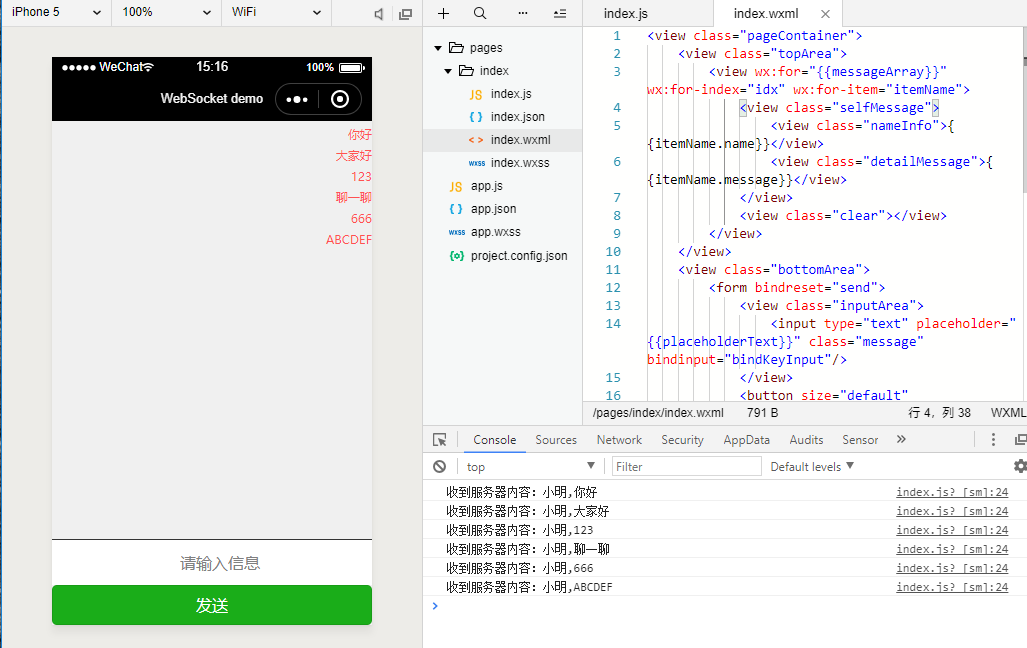 iPhone 5 100% WiFi
WeChat 15:16 100%
WebSocket demo
你好
大家好
123
聊一聊
666
ABCDEF
请输入信息
发送
pages
index
JS index.js
{ } index.json
< > index.wxml
wxss index.wxss
JS app.js
{ } app.json
wxss app.wxss
{o} project.config.json
index.js index.wxml
1 <view class="pageContainer">
2 <view class="topArea">
3 <view wx:for="{{messageArray}}"
wx:for-index="idx" wx:for-item="itemName">
4 <view class="selfMessage">
5 <view class="nameInfo">{
{itemName.name}}</view>
6 <view class="detailMessage">{
{itemName.message}}</view>
7 </view>
8 <view class="clear"></view>
9 </view>
10 </view>
11 <view class="bottomArea">
12 <form bindreset="send">
13 <view class="inputArea">
14 <input type="text" placeholder="
{{placeholderText}}" class="message"
bindinput="bindKeyInput"/>
15 </view>
16 <button size="default"
/pages/index/index.wxml 791 B 行 4，列 38 WXML
Console Sources Network Security AppData Audits Sensor
top Filter Default levels
收到服务器内容：小明,你好 index.js? [sm]:24
收到服务器内容：小明,大家好 index.js? [sm]:24
收到服务器内容：小明,123 index.js? [sm]:24
收到服务器内容：小明,聊一聊 index.js? [sm]:24
收到服务器内容：小明,666 index.js? [sm]:24
收到服务器内容：小明,ABCDEF index.js? [sm]:24